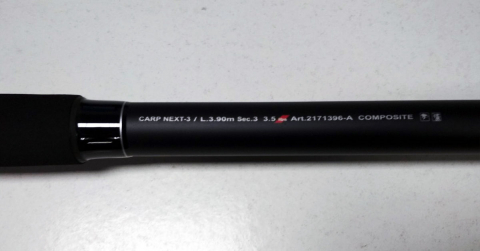 CARP NEXT-3 / L.3.90m Sec.3 3.5 Art.2171396-A COMPOSITE